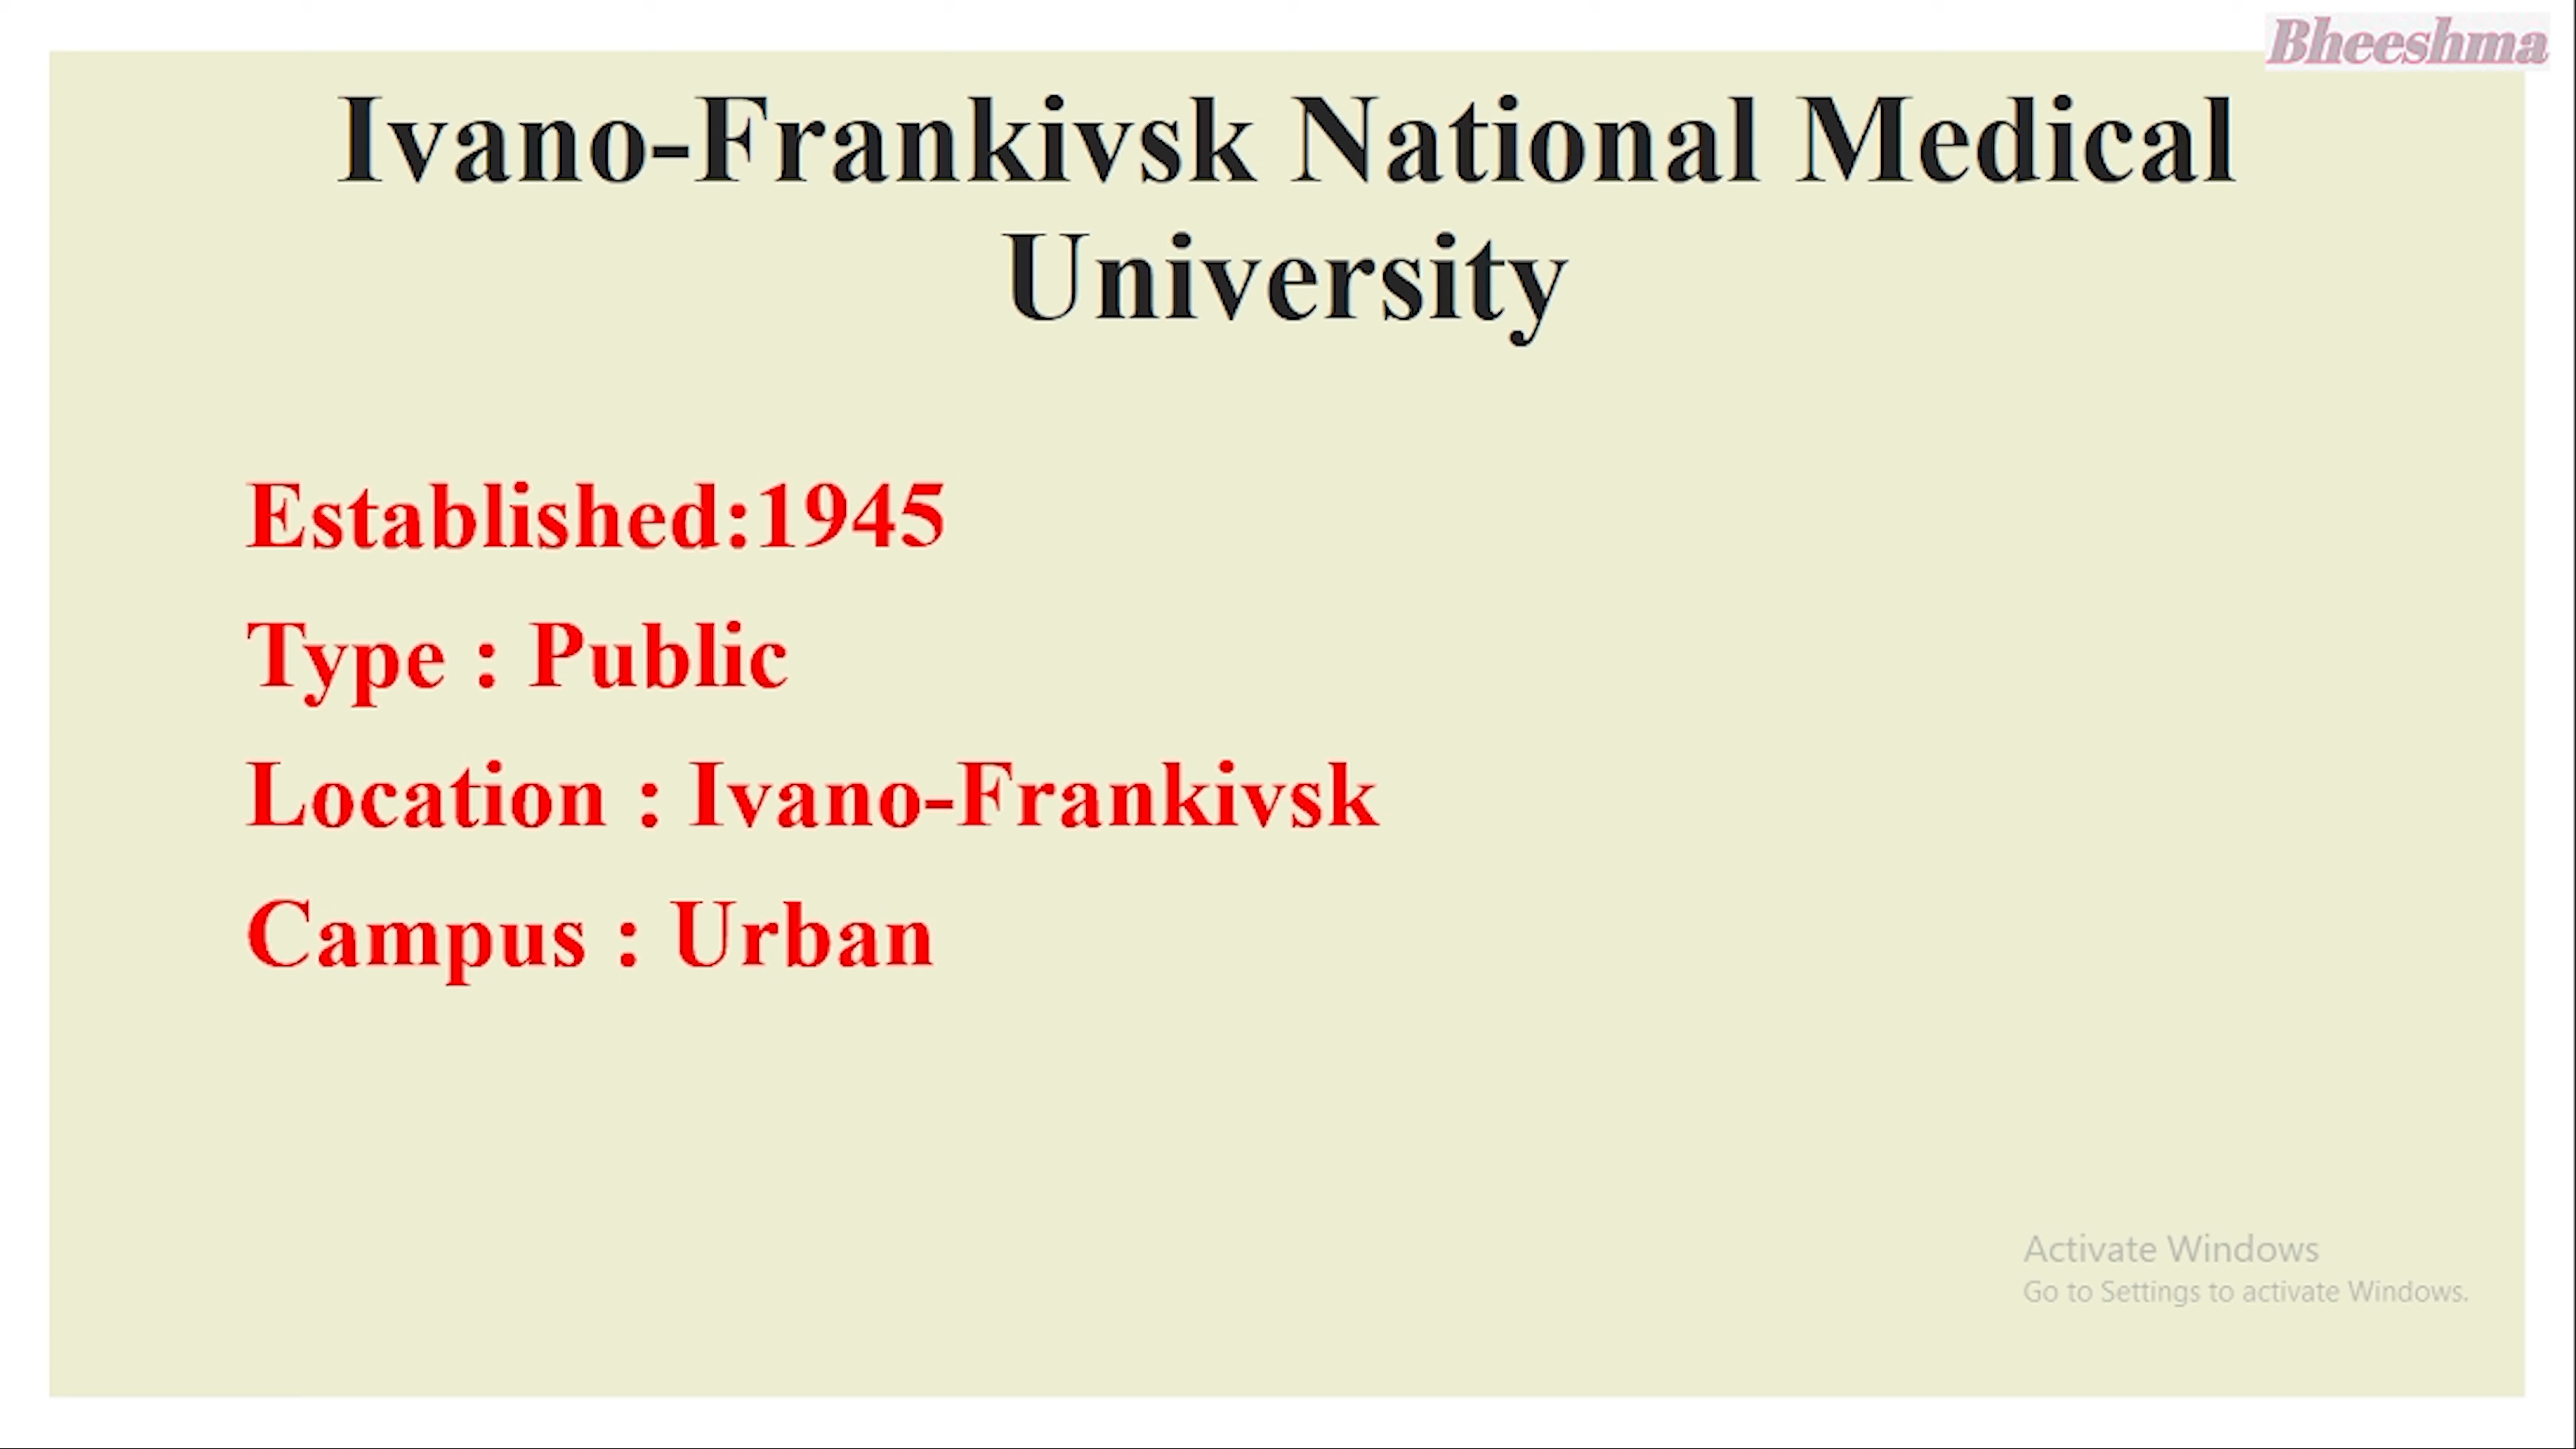 Bheeshma
Ivano-Frankivsk National Medical
University
Established:1945
Type : Public
Location : Ivano-Frankivsk
Campus : Urban
Activate Windows
Go to Settings to activate Windows.